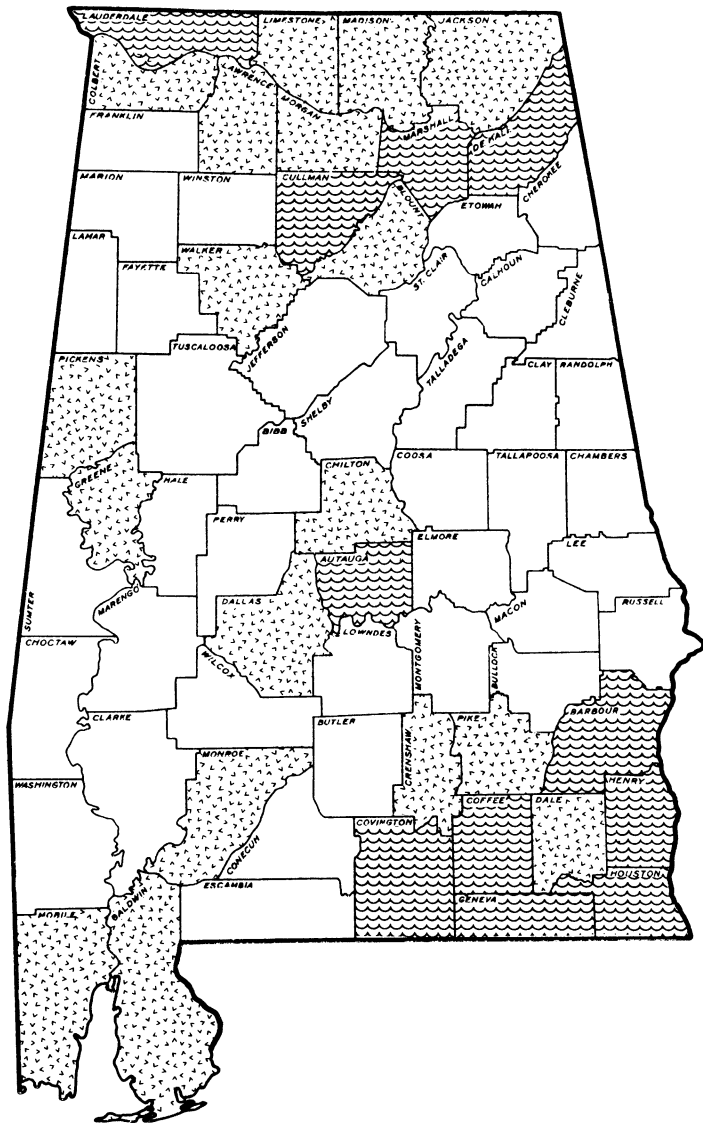 LAUDERDALE
LIMESTONE
MADISON
JACKSON
COLBERT
LAWRENCE
MORGAN
FRANKLIN
MARSHALL
DE KALB
CHEROKEE
MARION
WINSTON
CULLMAN
BLOUNT
ETOWAH
LAMAR
FAYETTE
WALKER
ST. CLAIR
CALHOUN
CLEBURNE
TUSCALOOSA
JEFFERSON
PICKENS
TALLADEGA
CLAY
RANDOLPH
SHELBY
BIBB
GREENE
HALE
CHILTON
COOSA
TALLAPOOSA
CHAMBERS
PERRY
ELMORE
LEE
AUTAUGA
SUMTER
MARENGO
DALLAS
LOWNDES
MONTGOMERY
MACON
RUSSELL
CHOCTAW
WILCOX
BULLOCK
CLARKE
BUTLER
CRENSHAW
PIKE
BARBOUR
WASHINGTON
MONROE
HENRY
CONECUH
COVINGTON
COFFEE
DALE
ESCAMBIA
GENEVA
HOUSTON
MOBILE
BALDWIN